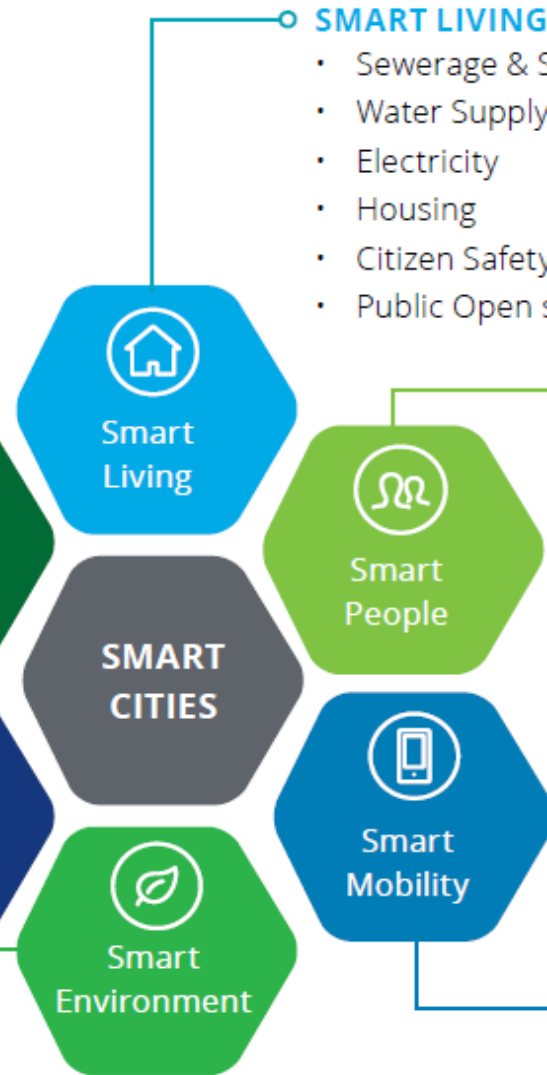 SMART LIVING
• Sewerage & S
• Water Supply
• Electricity
• Housing
• Citizen Safety
• Public Open s
Smart
Living
Smart
People
SMART
CITIES
Smart
Mobility
Smart
Environment